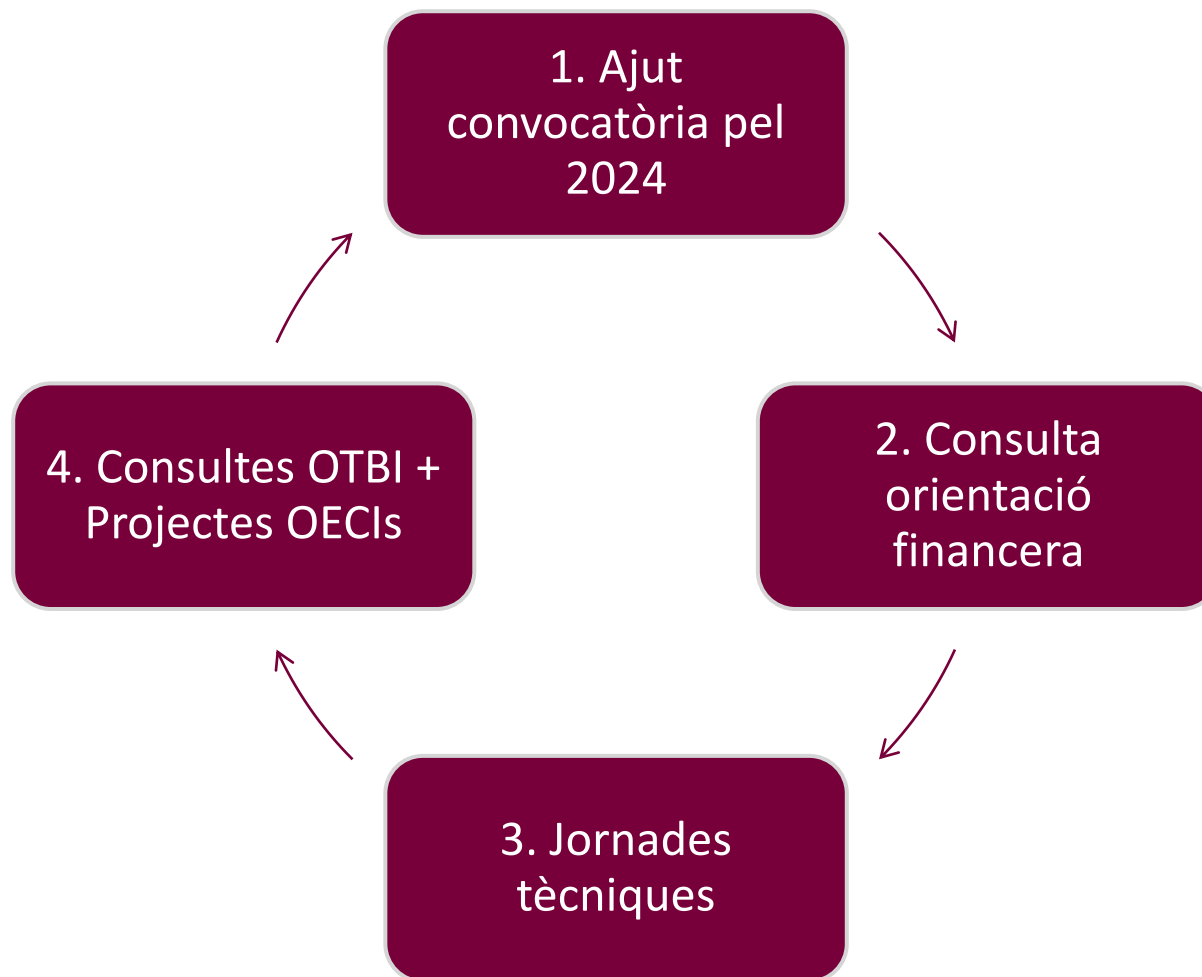 1. Ajut
convocatòria pel
2024
2. Consulta
orientació
financera
3. Jornades
tècniques
4. Consultes OTBI +
Projectes OECIs